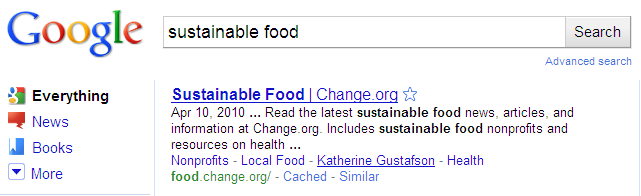 Google
sustainable food
Search
Advanced search
Everything
News
Books
More
Sustainable Food | Change.org
Apr 10, 2010 ... Read the latest sustainable food news, articles, and
information at Change.org. Includes sustainable food nonprofits and
resources on health ...
Nonprofits - Local Food - Katherine Gustafson - Health
food.change.org/ - Cached - Similar